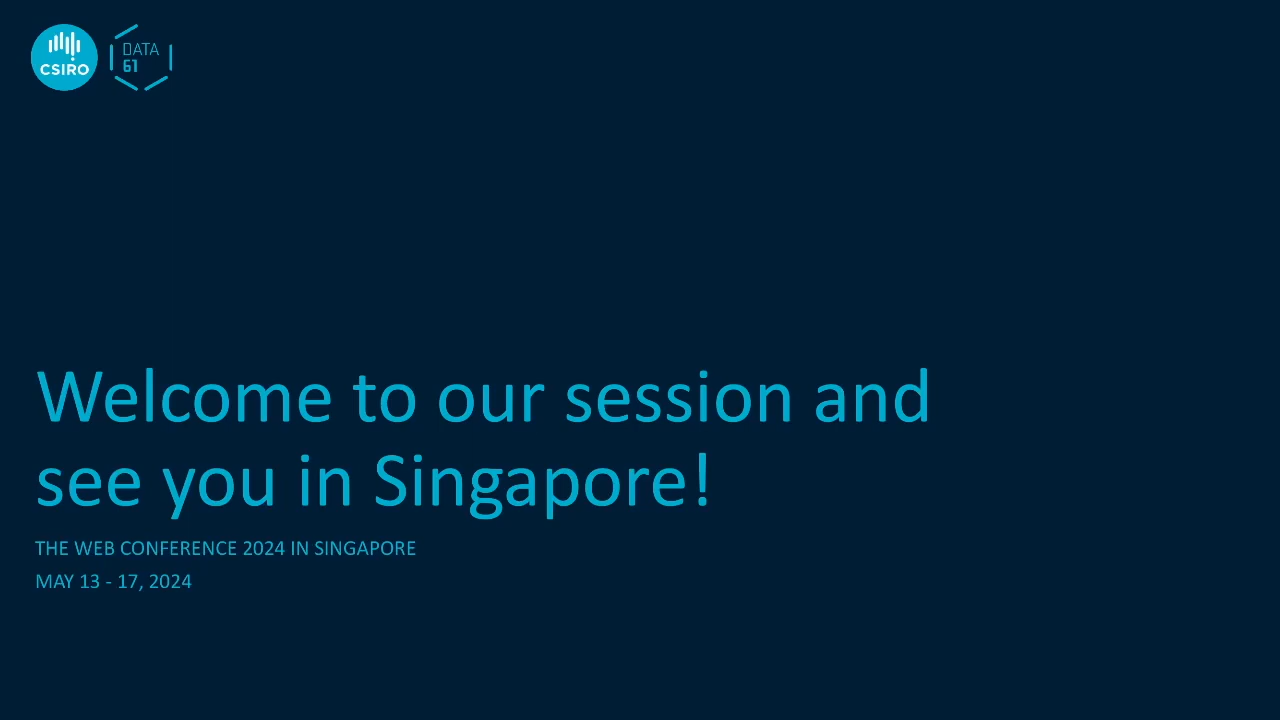 CSIRO
DATA
61
Welcome to our session and
see you in Singapore!
THE WEB CONFERENCE 2024 IN SINGAPORE
MAY 13 - 17, 2024